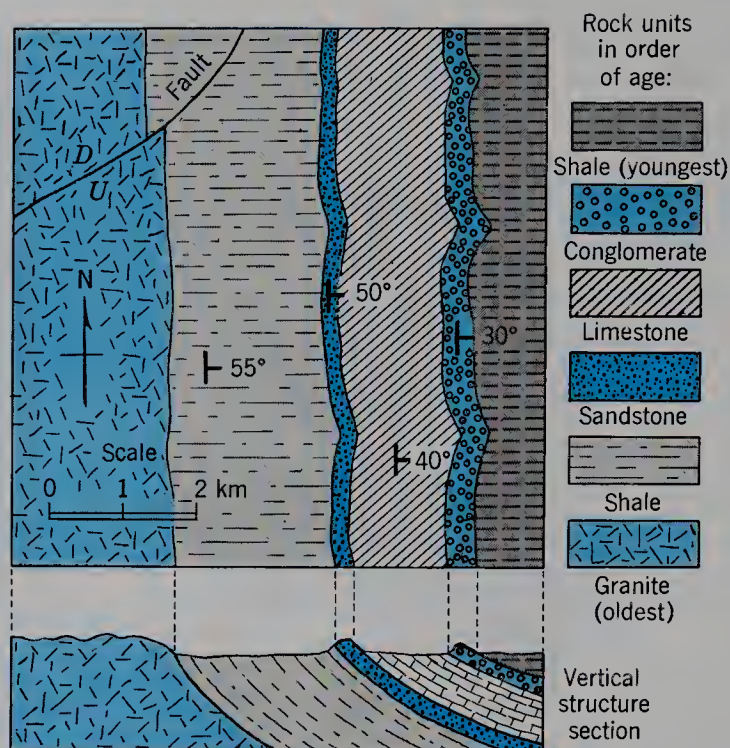 Fault
D
U
N
50°
30°
55°
40°
Scale
0 1 2 km
Rock units
in order
of age:
Shale (youngest)
Conglomerate
Limestone
Sandstone
Shale
Granite
(oldest)
Vertical
structure
section